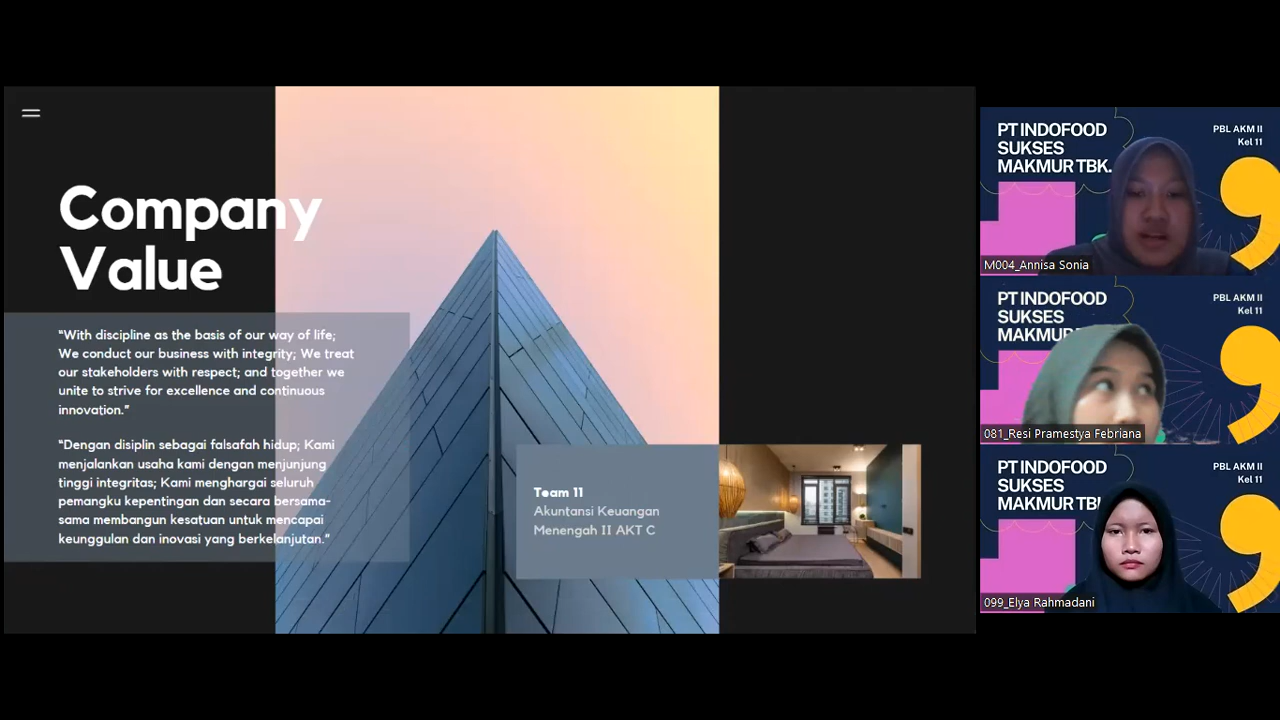 Company
Value
“With discipline as the basis of our way of life;
We conduct our business with integrity; We treat
our stakeholders with respect; and together we
unite to strive for excellence and continuous
innovation.”
“Dengan disiplin sebagai falsafah hidup; Kami
menjalankan usaha kami dengan menjunjung
tinggi integritas; Kami menghargai seluruh
pemangku kepentingan dan secara bersama-
sama membangun kesatuan untuk mencapai
keunggulan dan inovasi yang berkelanjutan.”
Team 11
Akuntansi Keuangan
Menengah II AKT C
PT INDOFOOD
SUKSES
MAKMUR TBK.
PBL AKM II
Kel 11
M004_Annisa Sonia
PT INDOFOOD
SUKSES
MAKMUR
PBL AKM II
Kel 11
081_Resi Pramestya Febriana
PT INDOFOOD
SUKSES
MAKMUR TB
PBL AKM II
Kel 11
099_Elya Rahmadani